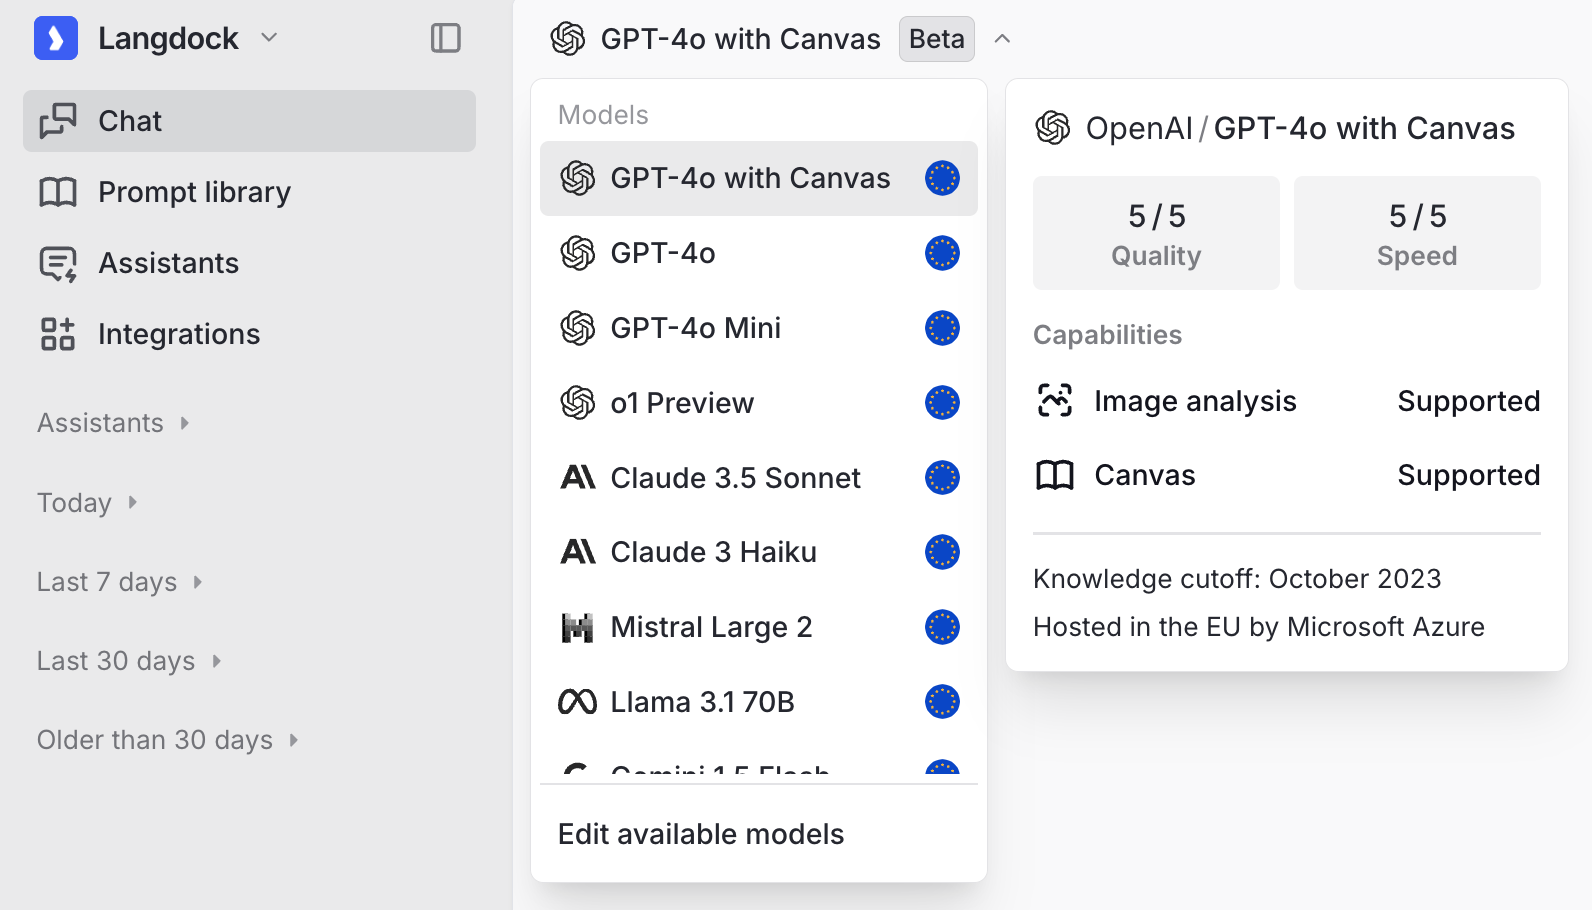 Langdock
Chat
Prompt library
Assistants
Integrations
Assistants
Today
Last 7 days
Last 30 days
Older than 30 days
GPT-4o with Canvas Beta
Models
GPT-4o with Canvas
GPT-4o
GPT-4o Mini
o1 Preview
Claude 3.5 Sonnet
Claude 3 Haiku
Mistral Large 2
Llama 3.1 70B
Gemini 1.5 Flash
Edit available models
OpenAI / GPT-4o with Canvas
5 / 5
Quality
5 / 5
Speed
Capabilities
Image analysis Supported
Canvas Supported
Knowledge cutoff: October 2023
Hosted in the EU by Microsoft Azure